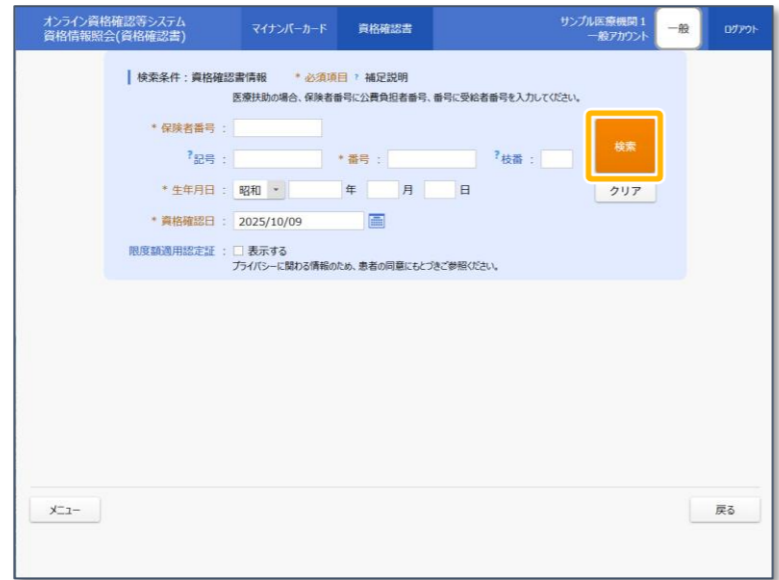 オンライン資格確認等システム
資格情報照会(資格確認書)
マイナンバーカード
資格確認書
サンプル医療機関1
一般アカウント
一般
ログアウト
検索条件:資格確認書情報 * 必須項目 ? 補足説明
医療扶助の場合、保険者番号に公費負担者番号、番号に受給者番号を入力してください。
* 保険者番号 :
?記号 : * 番号 : ?枝番 :
検索
* 生年月日 : 昭和 年 月 日
クリア
* 資格確認日 : 2025/10/09
限度額適用認定証 : 表示する
プライバシーに関わる情報のため、患者の同意にもとづきご参照ください。
メニュー
戻る